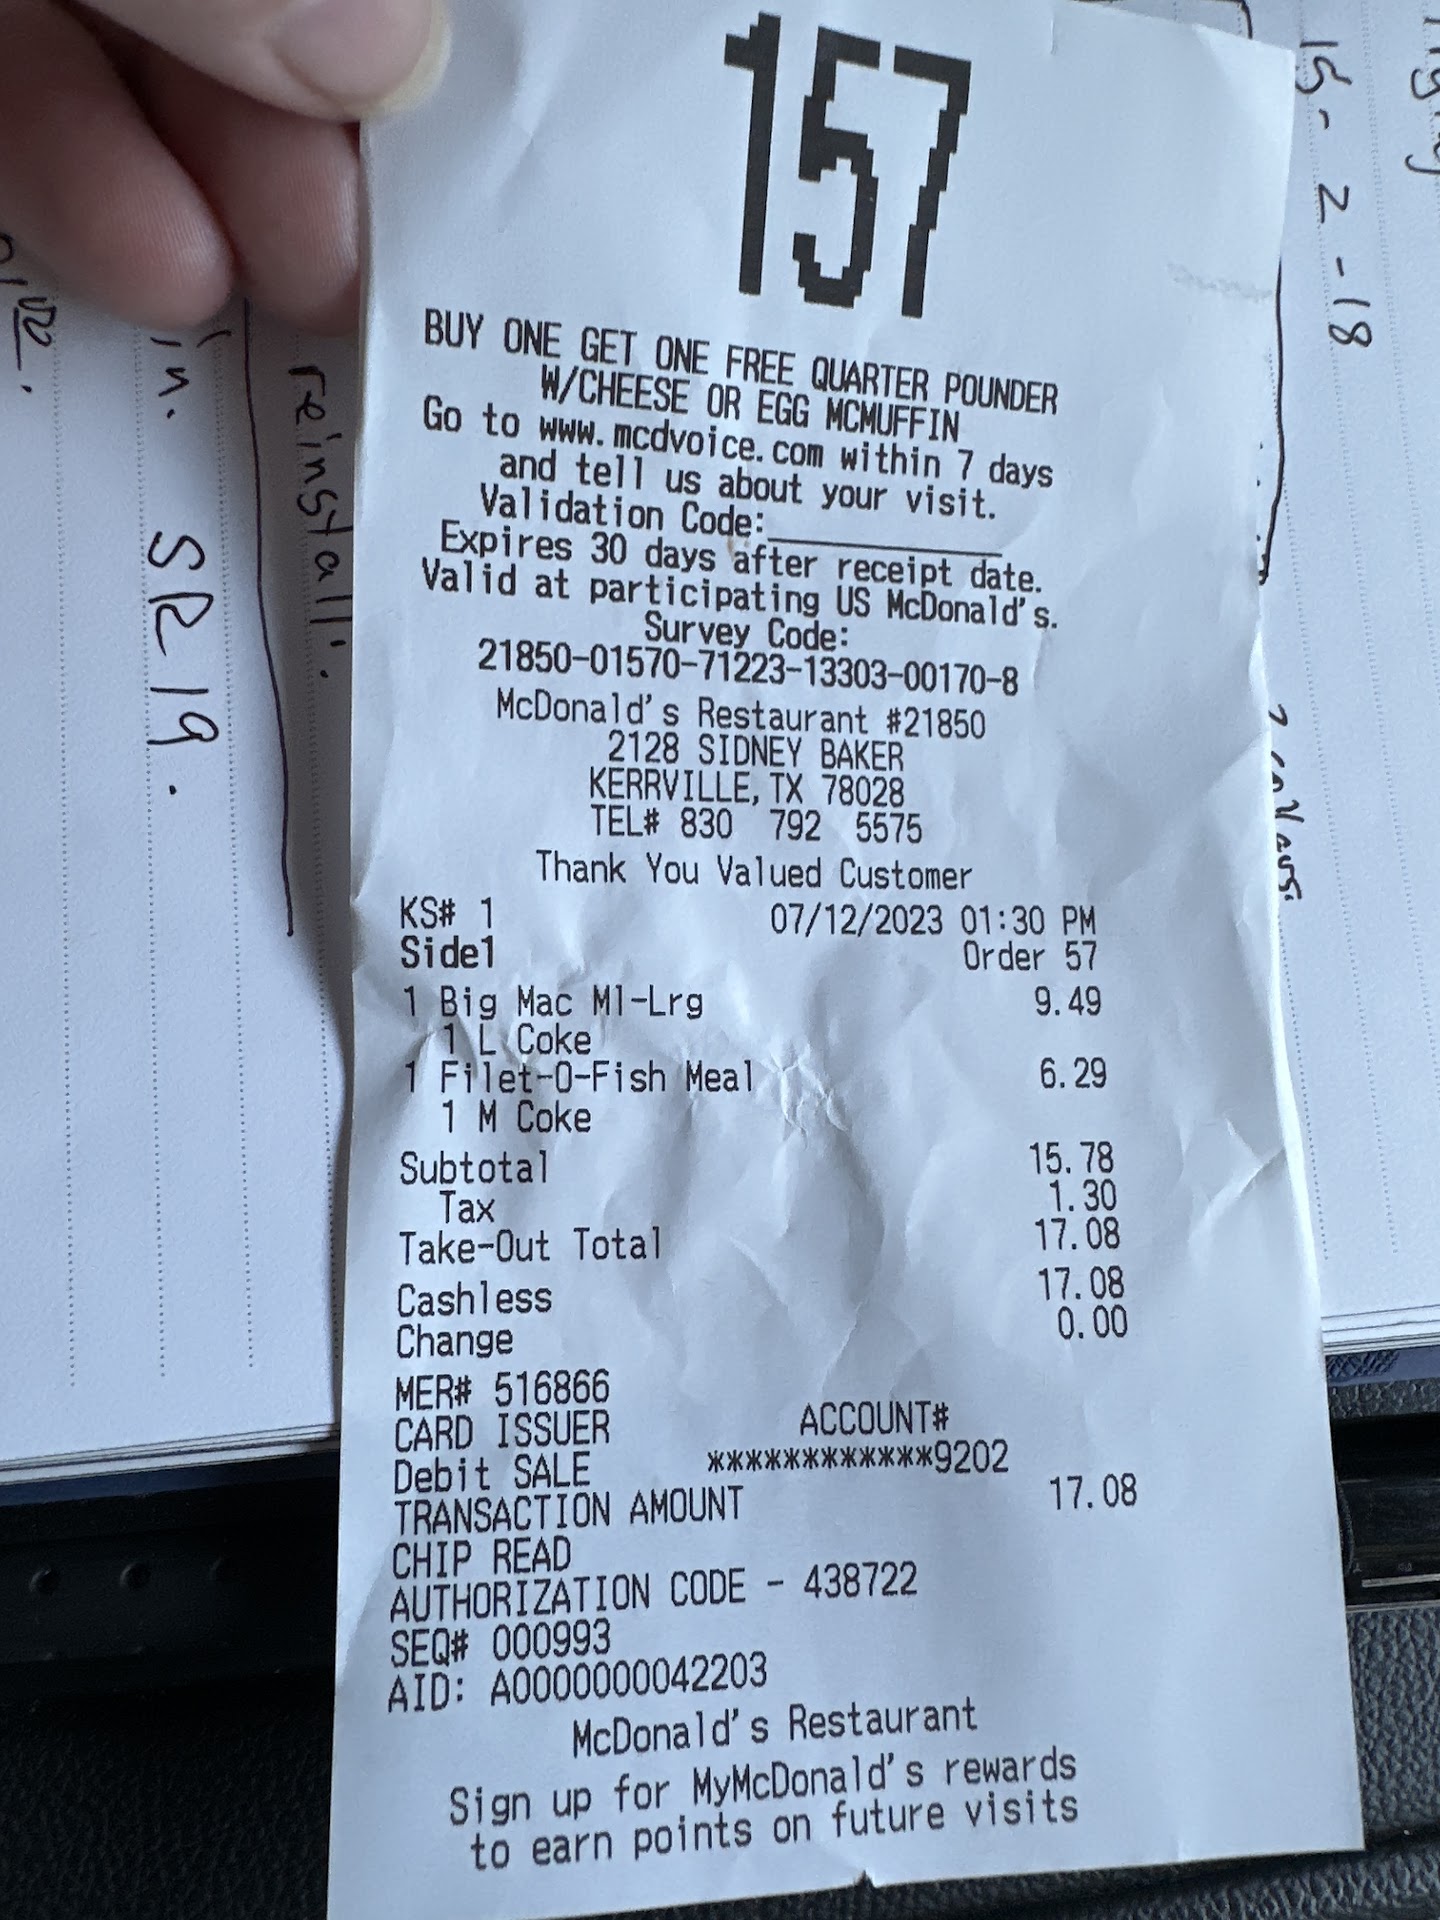 157
BUY ONE GET ONE FREE QUARTER POUNDER
W/CHEESE OR EGG MCMUFFIN
Go to www.mcdvoice.com within 7 days
and tell us about your visit.
Validation Code:____________
Expires 30 days after receipt date.
Valid at participating US McDonald's.
Survey Code:
21850-01570-71223-13303-00170-8
McDonald's Restaurant #21850
2128 SIDNEY BAKER
KERRVILLE, TX 78028
TEL# 830 792 5575
Thank You Valued Customer
KS# 1 07/12/2023 01:30 PM
Side1 Order 57
1 Big Mac Ml-Lrg 9.49
1 L Coke
1 Filet-O-Fish Meal 6.29
1 M Coke
Subtotal 15.78
Tax 1.30
Take-Out Total 17.08
Cashless 17.08
Change 0.00
MER# 516866
CARD ISSUER ACCOUNT#
Debit SALE ************9202
TRANSACTION AMOUNT 17.08
CHIP READ
AUTHORIZATION CODE - 438722
SEQ# 000993
AID: A0000000042203
McDonald's Restaurant
Sign up for MyMcDonald's rewards
to earn points on future visits
reinstall.
in. SR 19.
2 - 18